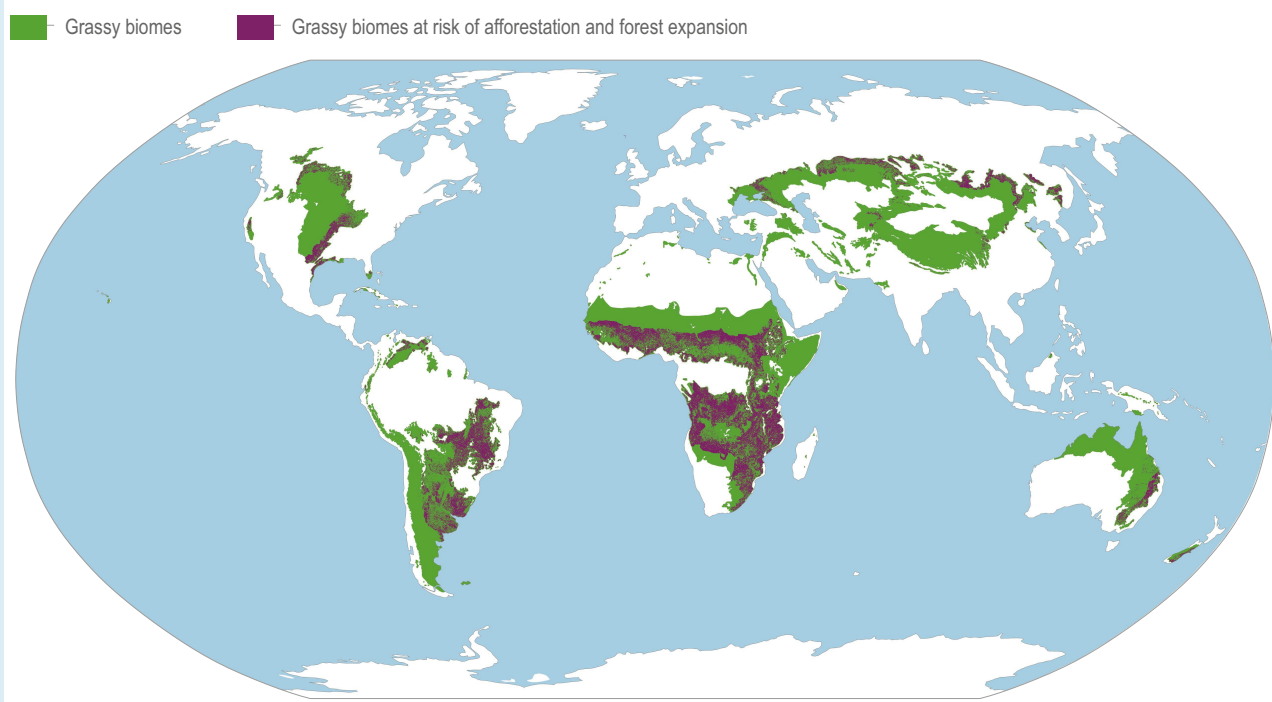 Grassy biomes
Grassy biomes at risk of afforestation and forest expansion